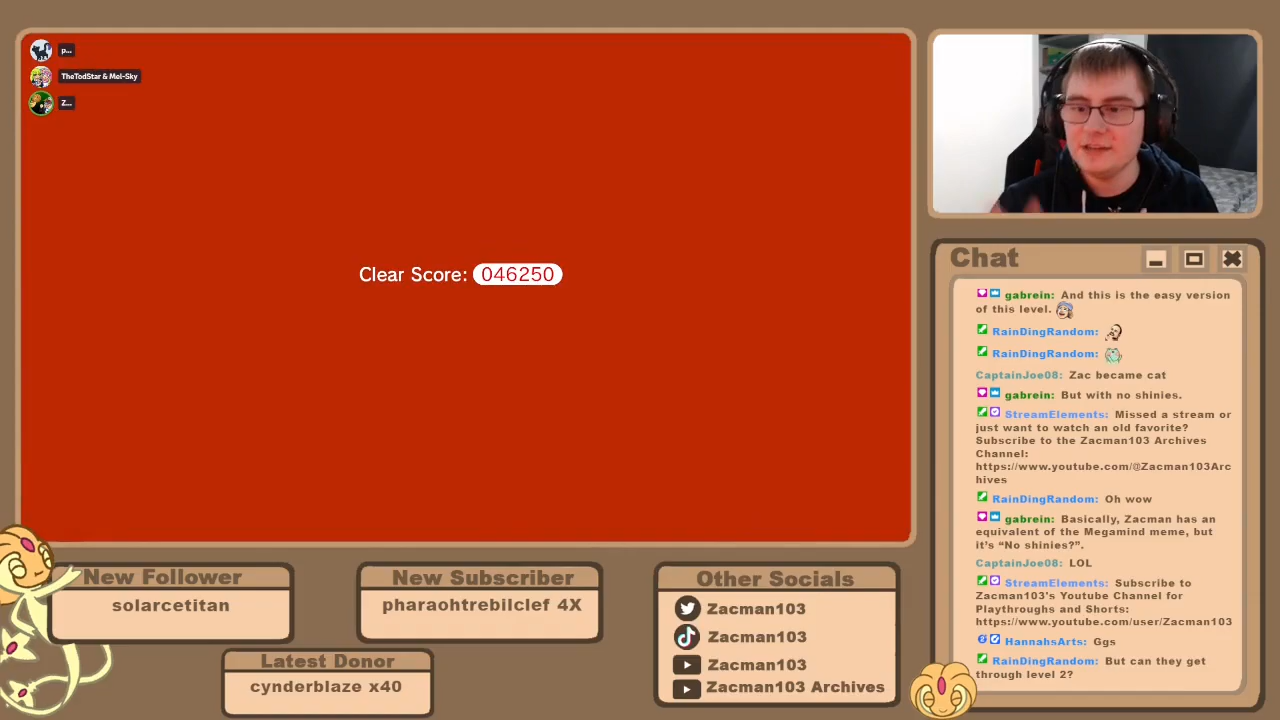 p...
TheTodStar & Mel-Sky
Z...
Clear Score: 046250
Chat
gabrein: And this is the easy version
of this level.
RainDingRandom:
RainDingRandom:
CaptainJoe08: Zac became cat
gabrein: But with no shinies.
StreamElements: Missed a stream or
just want to watch an old favorite?
Subscribe to the Zacman103 Archives
Channel:
https://www.youtube.com/@Zacman103Arc
hives
RainDingRandom: Oh wow
gabrein: Basically, Zacman has an
equivalent of the Megamind meme, but
it's “No shinies?”.
CaptainJoe08: LOL
StreamElements: Subscribe to
Zacman103's Youtube Channel for
Playthroughs and Shorts:
https://www.youtube.com/user/Zacman103
HannahsArts: Ggs
RainDingRandom: But can they get
through level 2?
New Follower
solarcetitan
New Subscriber
pharaohtrebilclef 4X
Latest Donor
cynderblaze x40
Other Socials
Zacman103
Zacman103
Zacman103
Zacman103 Archives